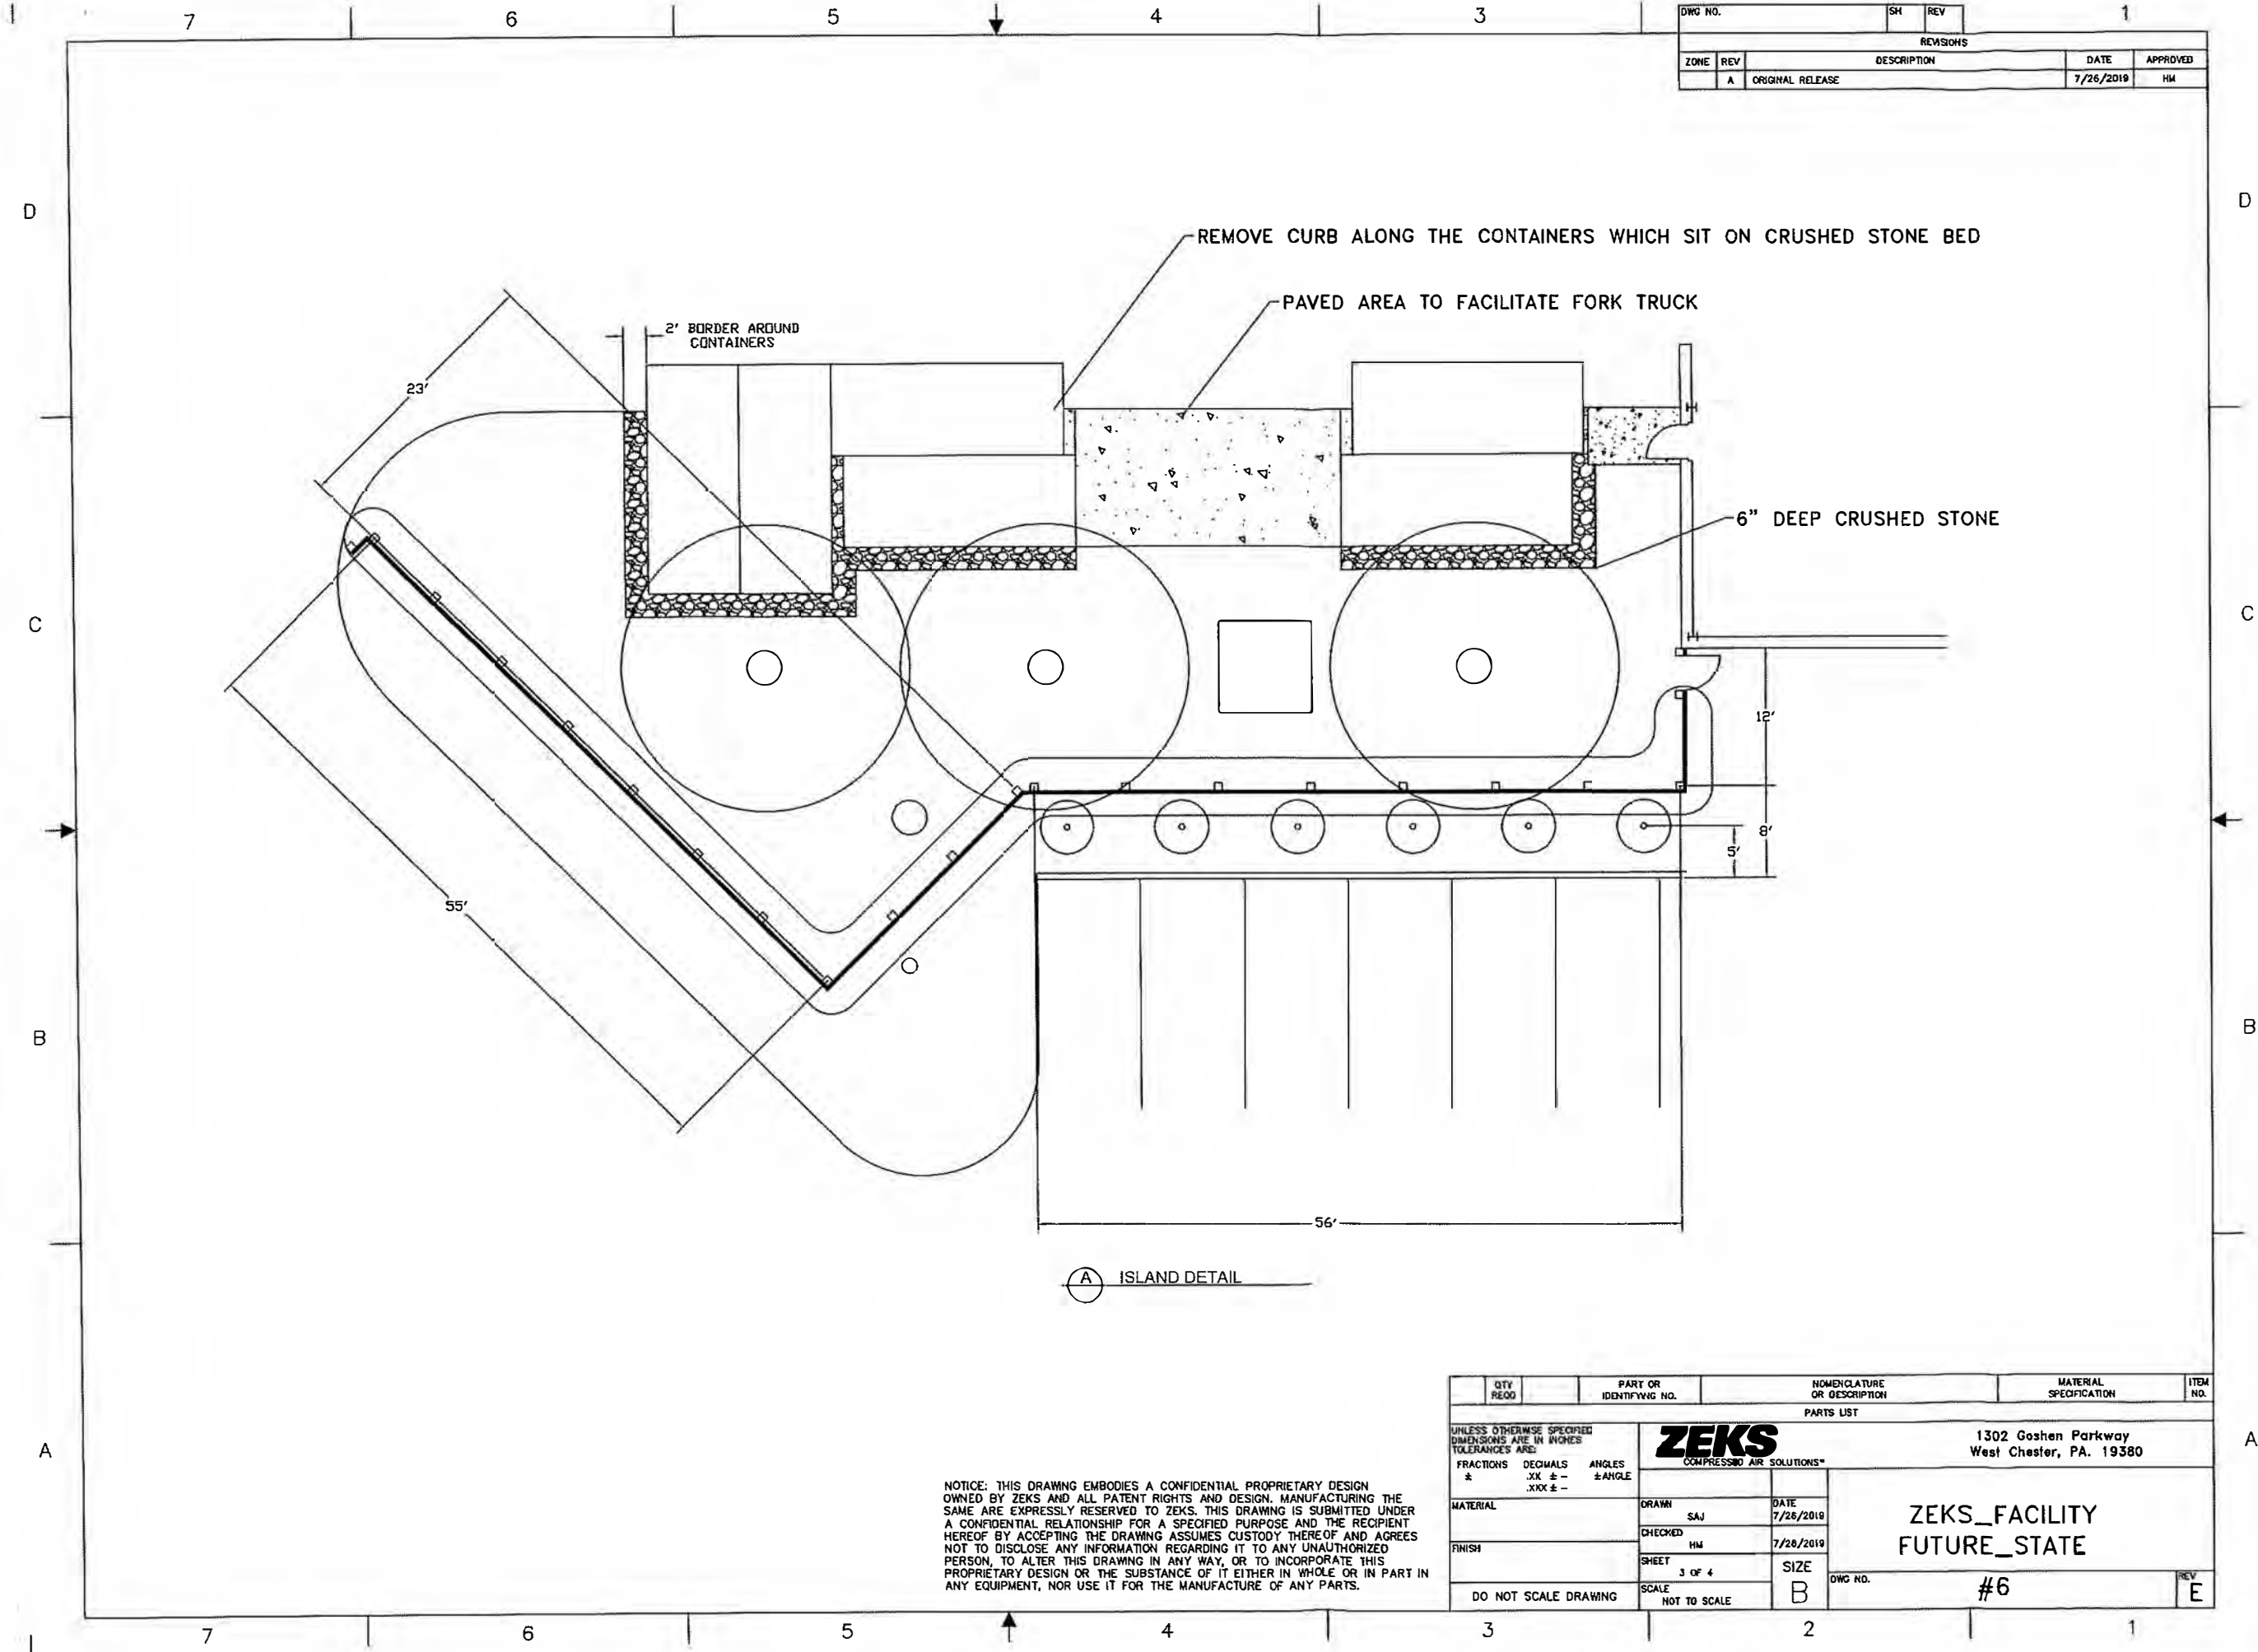 7 6 5 4 3 1
DWG NO. SH REV
REVISIONS
ZONE REV DESCRIPTION DATE APPROVED
A ORIGINAL RELEASE 7/26/2019 HM
D D
REMOVE CURB ALONG THE CONTAINERS WHICH SIT ON CRUSHED STONE BED
PAVED AREA TO FACILITATE FORK TRUCK
2' BORDER AROUND
CONTAINERS
23'
6" DEEP CRUSHED STONE
C C
12'
8'
5'
55'
B B
56'
A ISLAND DETAIL
QTY
REQD
PART OR
IDENTIFYING NO.
NOMENCLATURE
OR DESCRIPTION
MATERIAL
SPECIFICATION
ITEM
NO.
PARTS LIST
A A
UNLESS OTHERWISE SPECIFIED
DIMENSIONS ARE IN INCHES
TOLERANCES ARE:
FRACTIONS DECIMALS ANGLES
± .XX ± – ±ANGLE
.XXX ± –
MATERIAL
FINISH
DO NOT SCALE DRAWING
ZEKS
COMPRESSED AIR SOLUTIONS
1302 Goshen Parkway
West Chester, PA. 19380
DRAWN
SAJ
DATE
7/26/2019
CHECKED
HM
7/26/2019
SHEET
3 OF 4
SIZE
B
SCALE
NOT TO SCALE
ZEKS_FACILITY
FUTURE_STATE
DWG NO.
#6
REV
E
NOTICE: THIS DRAWING EMBODIES A CONFIDENTIAL PROPRIETARY DESIGN
OWNED BY ZEKS AND ALL PATENT RIGHTS AND DESIGN. MANUFACTURING THE
SAME ARE EXPRESSLY RESERVED TO ZEKS. THIS DRAWING IS SUBMITTED UNDER
A CONFIDENTIAL RELATIONSHIP FOR A SPECIFIED PURPOSE AND THE RECIPIENT
HEREOF BY ACCEPTING THE DRAWING ASSUMES CUSTODY THEREOF AND AGREES
NOT TO DISCLOSE ANY INFORMATION REGARDING IT TO ANY UNAUTHORIZED
PERSON, TO ALTER THIS DRAWING IN ANY WAY, OR TO INCORPORATE THIS
PROPRIETARY DESIGN OR THE SUBSTANCE OF IT EITHER IN WHOLE OR IN PART IN
ANY EQUIPMENT, NOR USE IT FOR THE MANUFACTURE OF ANY PARTS.
7 6 5 4 3 2 1